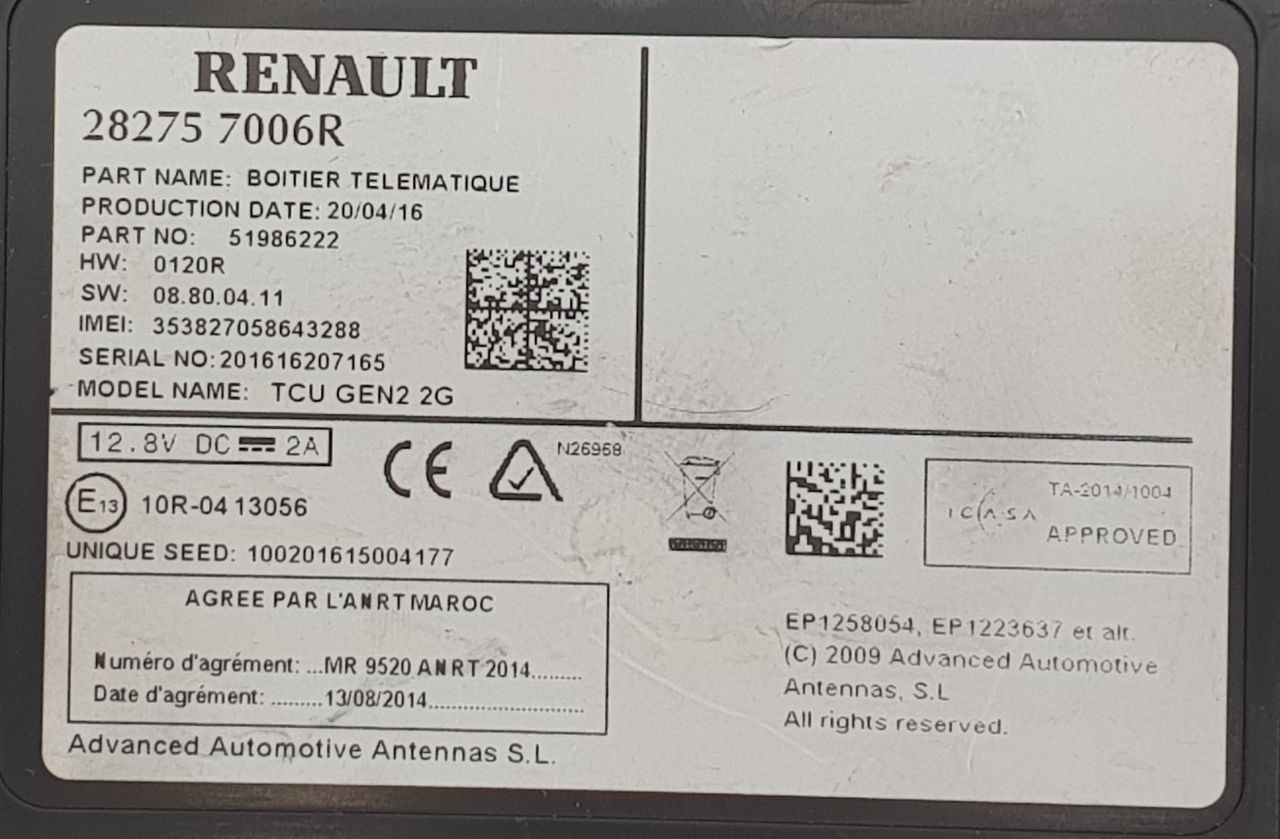 RENAULT
28275 7006R
PART NAME: BOITIER TELEMATIQUE
PRODUCTION DATE: 20/04/16
PART NO: 51986222
HW: 0120R
SW: 08.80.04.11
IMEI: 353827058643288
SERIAL NO: 201616207165
MODEL NAME: TCU GEN2 2G
12.8V DC 2A
CE
N26968
E13 10R-04 13056
UNIQUE SEED: 100201615004177
TA-2014/1004
ICASA
APPROVED
AGREE PAR L'ANRT MAROC
Numéro d'agrément: ...MR 9520 ANRT 2014.........
Date d'agrément: .........13/08/2014..............................
Advanced Automotive Antennas S.L.
EP1258054, EP1223637 et alt.
(C) 2009 Advanced Automotive
Antennas, S.L
All rights reserved.